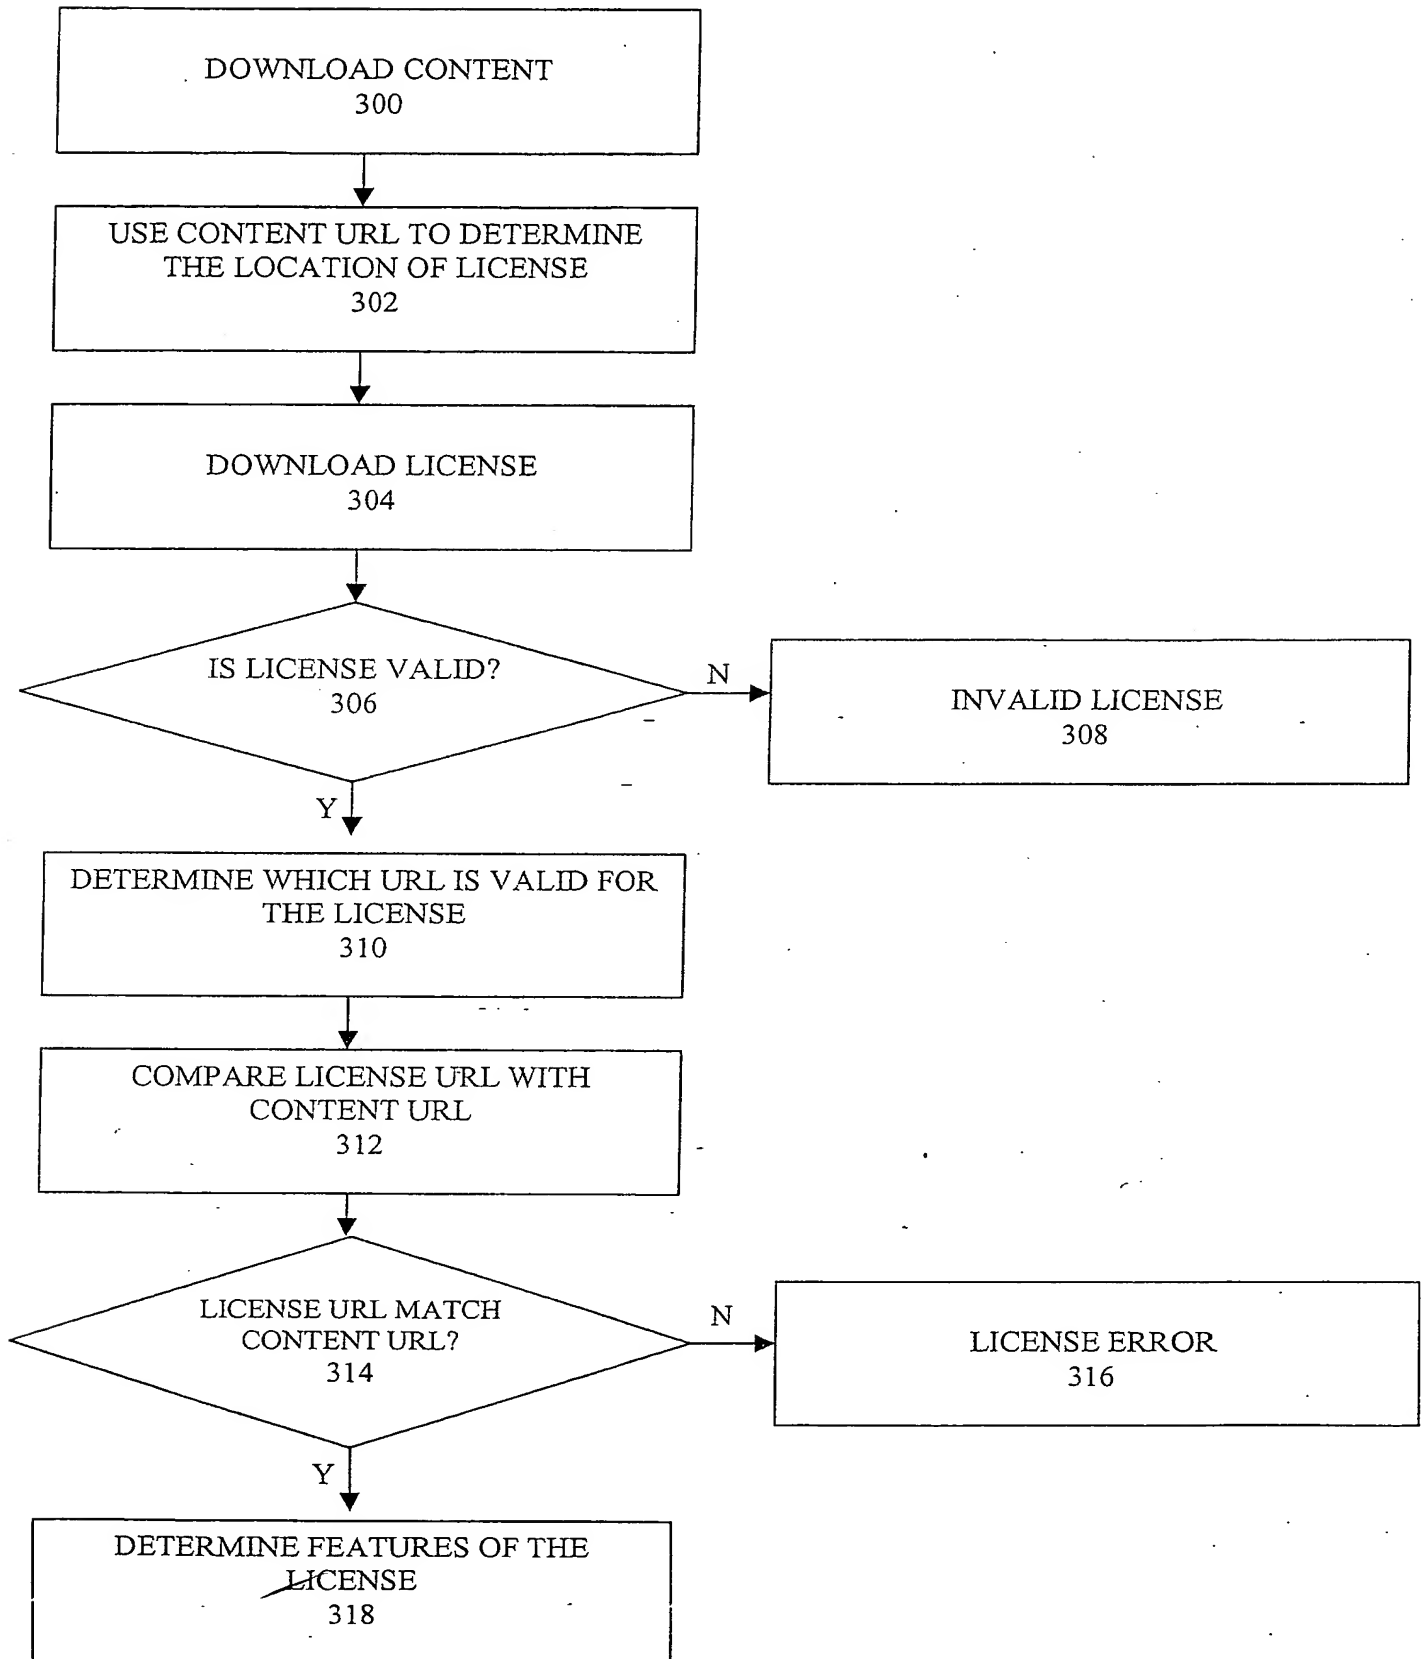 DOWNLOAD CONTENT
300
USE CONTENT URL TO DETERMINE
THE LOCATION OF LICENSE
302
DOWNLOAD LICENSE
304
IS LICENSE VALID?
306
N
INVALID LICENSE
308
Y
DETERMINE WHICH URL IS VALID FOR
THE LICENSE
310
COMPARE LICENSE URL WITH
CONTENT URL
312
LICENSE URL MATCH
CONTENT URL?
314
N
LICENSE ERROR
316
Y
DETERMINE FEATURES OF THE
LICENSE
318